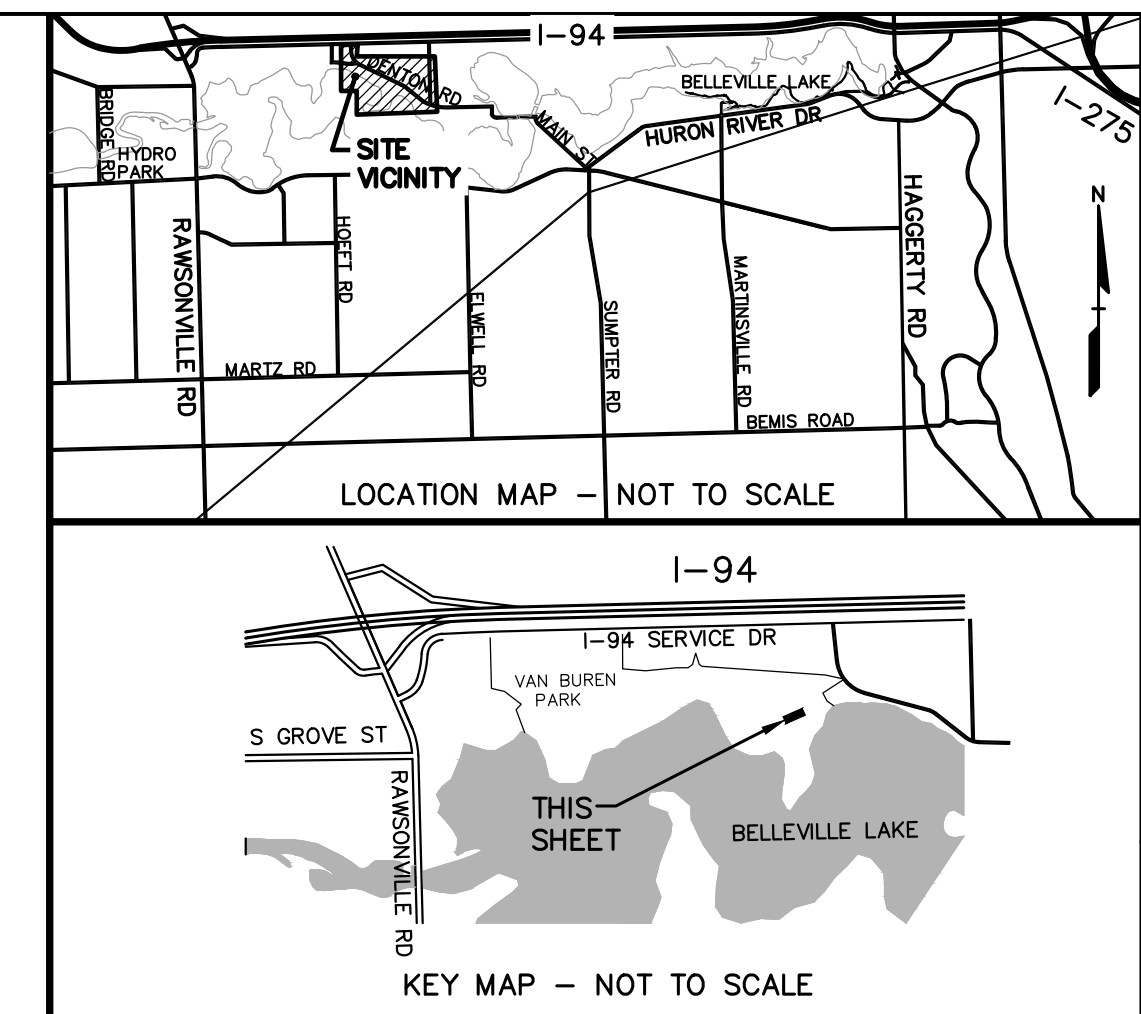 I-94
DENTON RD
BELLEVILLE LAKE
I-275
BRIDGE RD
HYDRO
PARK
MAIN ST
HURON RIVER DR
SITE
VICINITY
N
RAWSONVILLE RD
HOEFT RD
HAGGERTY RD
ELWELL RD
SUMPTER RD
MARTINSVILLE RD
MARTZ RD
BEMIS ROAD
LOCATION MAP – NOT TO SCALE
I-94
I-94 SERVICE DR
VAN BUREN
PARK
S GROVE ST
RAWSONVILLE RD
THIS
SHEET
BELLEVILLE LAKE
KEY MAP – NOT TO SCALE